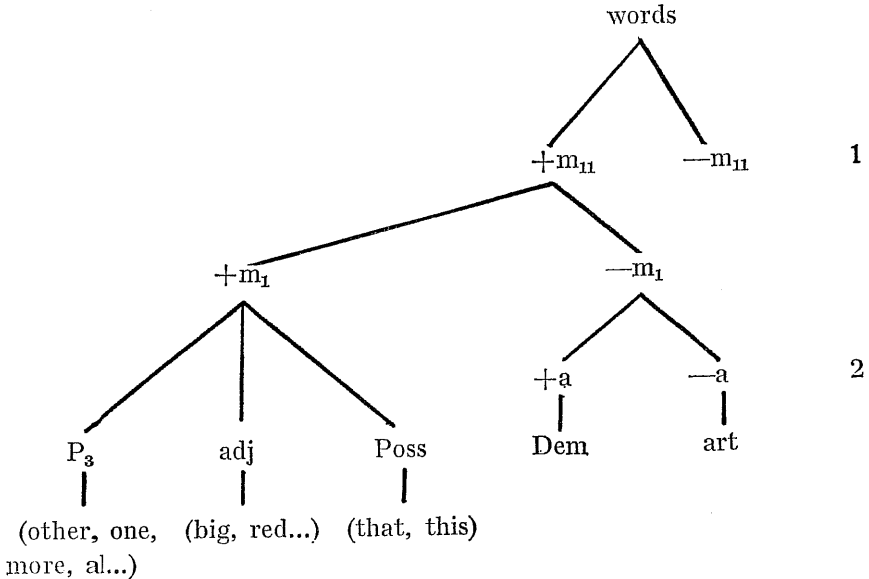 words
+m₁₁ —m₁₁ 1
+m₁ —m₁
+a —a 2
P₃ adj Poss Dem art
(other, one, (big, red...) (that, this)
more, al...)